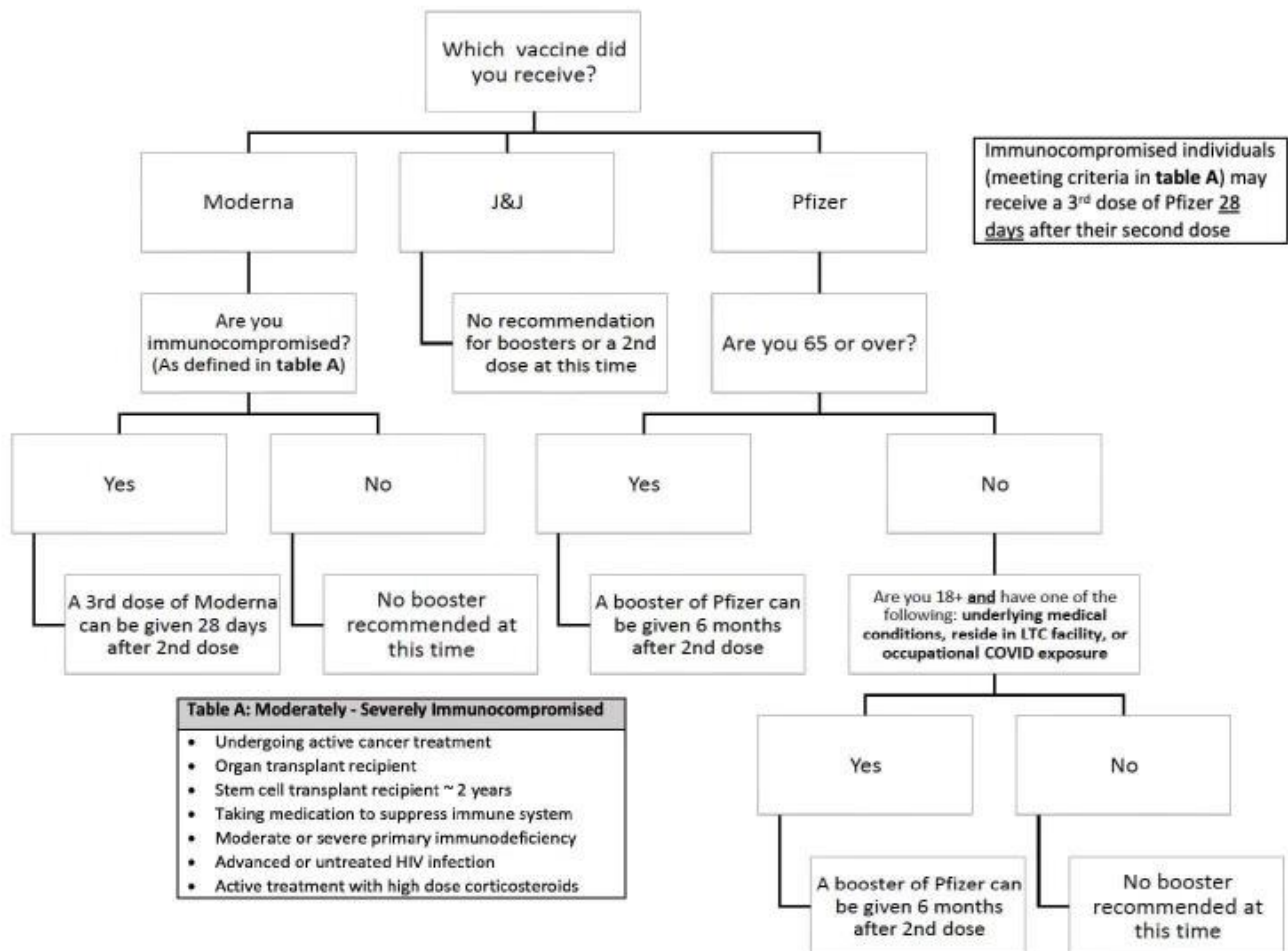 Which vaccine did
you receive?
Immunocompromised individuals
(meeting criteria in table A) may
receive a 3rd dose of Pfizer 28
days after their second dose
Moderna
J&J
Pfizer
Are you
immunocompromised?
(As defined in table A)
No recommendation
for boosters or a 2nd
dose at this time
Are you 65 or over?
Yes
No
Yes
No
A 3rd dose of Moderna
can be given 28 days
after 2nd dose
No booster
recommended at
this time
A booster of Pfizer can
be given 6 months
after 2nd dose
Are you 18+ and have one of the
following: underlying medical
conditions, reside in LTC facility, or
occupational COVID exposure
Table A: Moderately - Severely Immunocompromised
• Undergoing active cancer treatment
• Organ transplant recipient
• Stem cell transplant recipient ~ 2 years
• Taking medication to suppress immune system
• Moderate or severe primary immunodeficiency
• Advanced or untreated HIV infection
• Active treatment with high dose corticosteroids
Yes
No
A booster of Pfizer can
be given 6 months
after 2nd dose
No booster
recommended at
this time